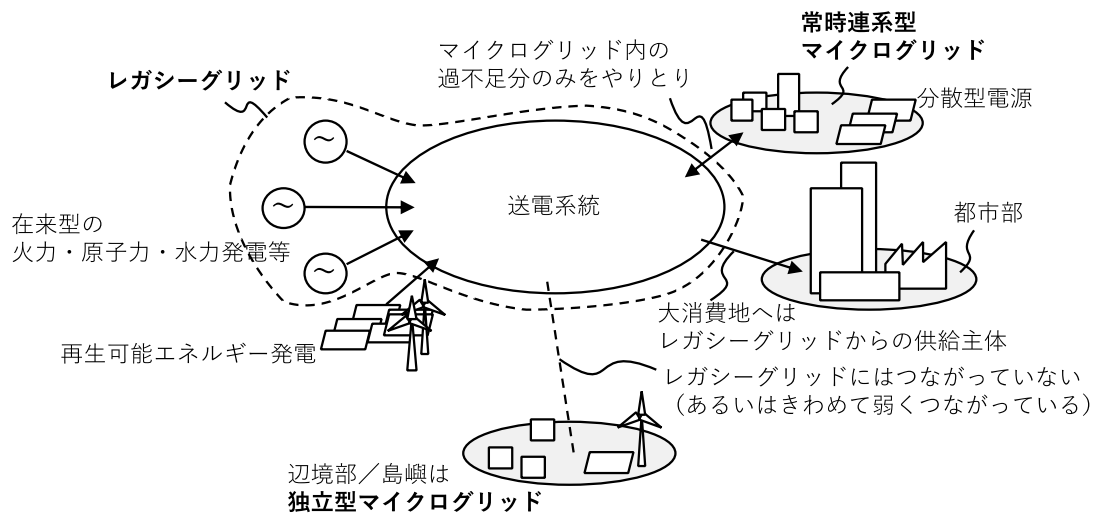 常時連系型
マイクログリッド
マイクログリッド内の
過不足分のみをやりとり
レガシーグリッド
分散型電源
〜
〜
〜
送電系統
在来型の
火力・原子力・水力発電等
都市部
大消費地へは
レガシーグリッドからの供給主体
再生可能エネルギー発電
レガシーグリッドにはつながっていない
（あるいはきわめて弱くつながっている）
辺境部／島嶼は
独立型マイクログリッド